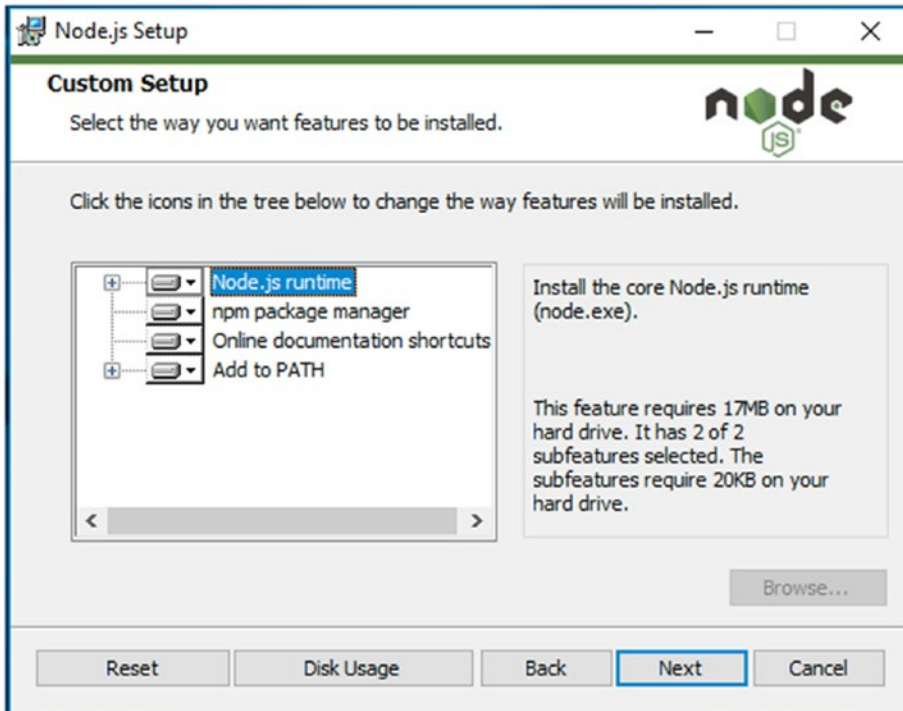 Node.js Setup
Custom Setup
Select the way you want features to be installed.
node
JS
Click the icons in the tree below to change the way features will be installed.
Node.js runtime
npm package manager
Online documentation shortcuts
Add to PATH
Install the core Node.js runtime
(node.exe).
This feature requires 17MB on your
hard drive. It has 2 of 2
subfeatures selected. The
subfeatures require 20KB on your
hard drive.
Browse...
Reset
Disk Usage
Back
Next
Cancel